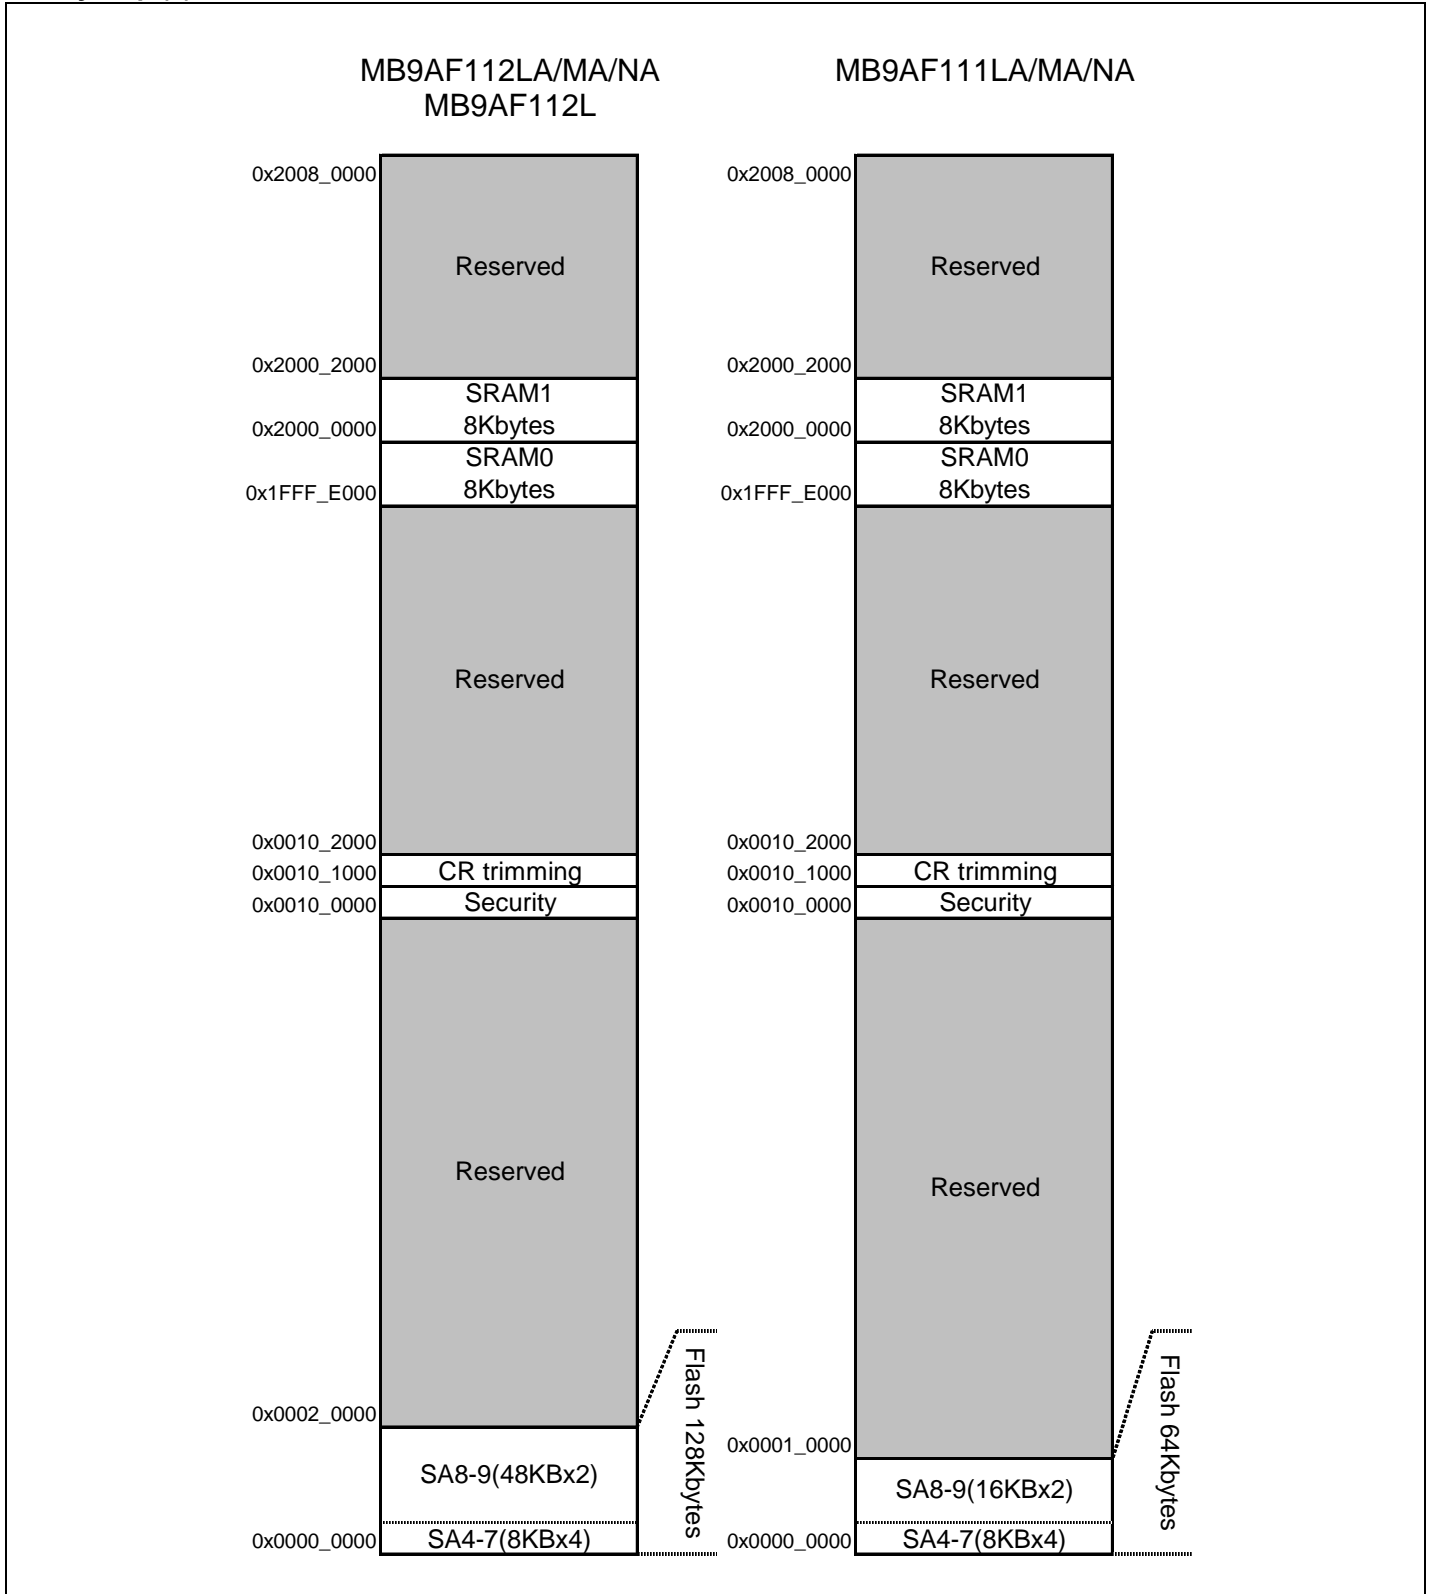 MB9AF112LA/MA/NA
MB9AF112L
0x2008_0000
Reserved
0x2000_2000
SRAM1
8Kbytes
0x2000_0000
SRAM0
8Kbytes
0x1FFF_E000
Reserved
0x0010_2000
CR trimming
0x0010_1000
Security
0x0010_0000
Reserved
0x0002_0000
SA8-9(48KBx2)
SA4-7(8KBx4)
0x0000_0000
Flash 128Kbytes
MB9AF111LA/MA/NA
0x2008_0000
Reserved
0x2000_2000
SRAM1
8Kbytes
0x2000_0000
SRAM0
8Kbytes
0x1FFF_E000
Reserved
0x0010_2000
CR trimming
0x0010_1000
Security
0x0010_0000
Reserved
0x0001_0000
SA8-9(16KBx2)
SA4-7(8KBx4)
0x0000_0000
Flash 64Kbytes